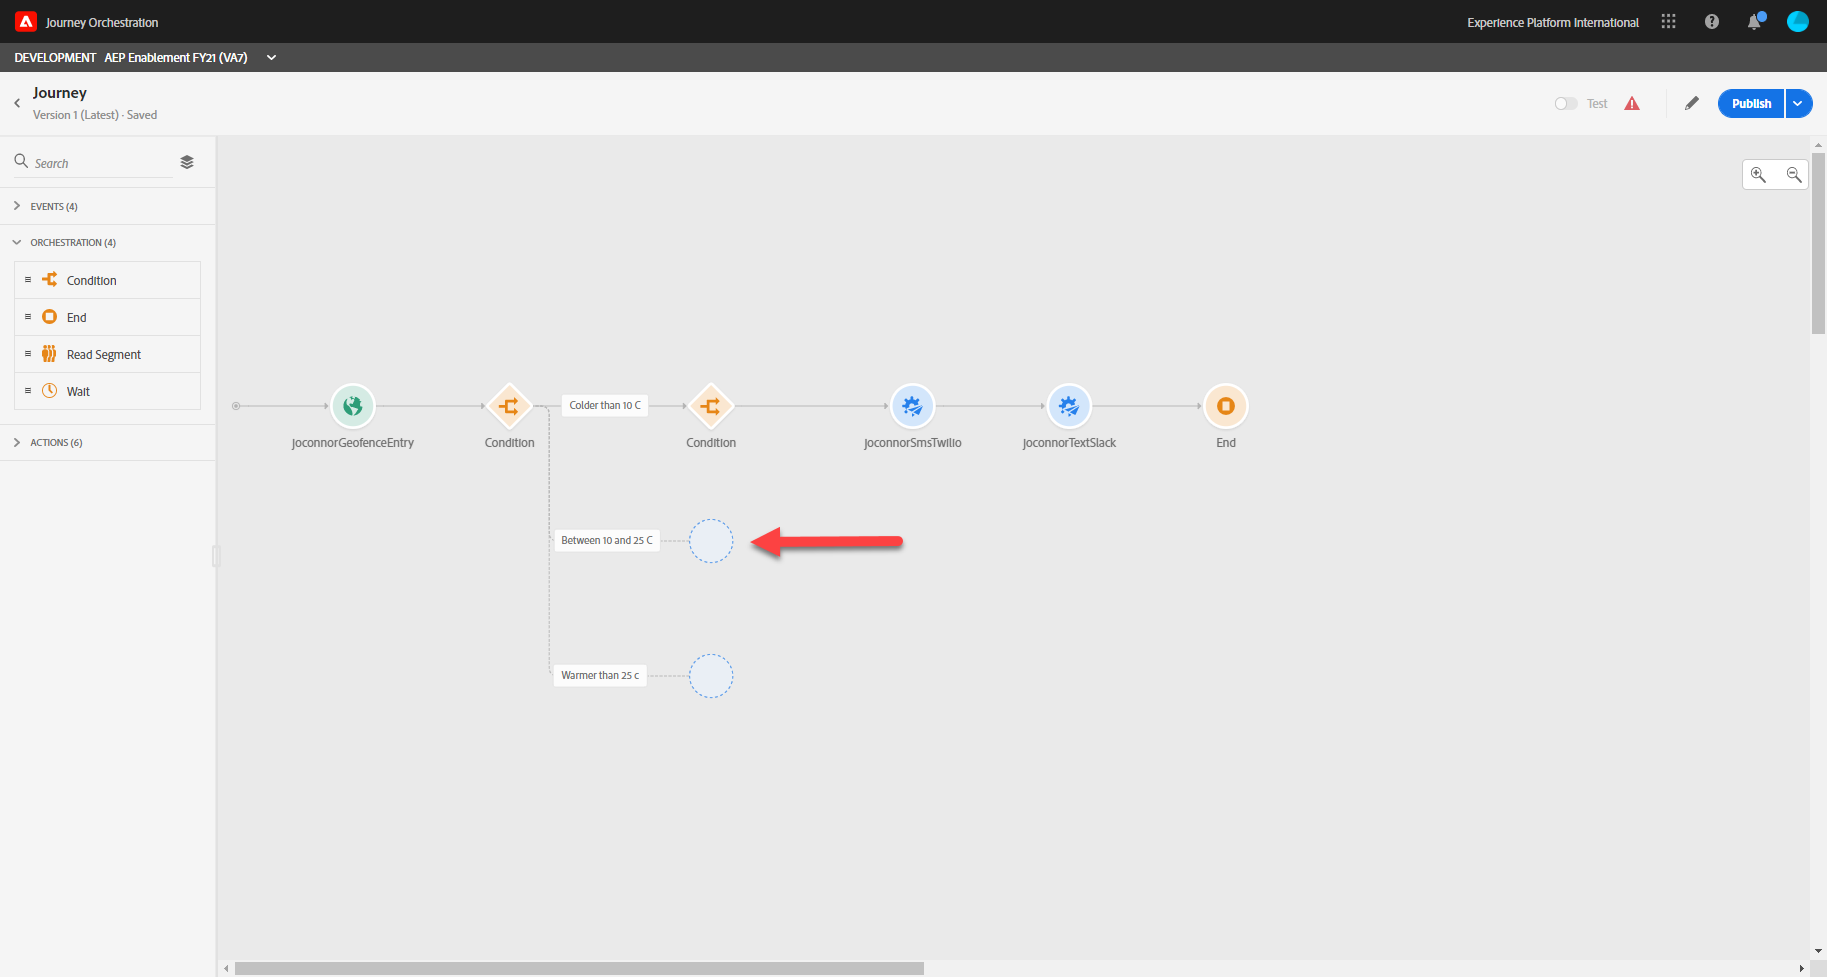 Journey Orchestration
Experience Platform International
DEVELOPMENT AEP Enablement FY21 (VA7)
Journey
Version 1 (Latest) · Saved
Test
Publish
Search
EVENTS (4)
ORCHESTRATION (4)
Condition
End
Read Segment
Wait
ACTIONS (6)
Colder than 10 C
joconnorGeofenceEntry
Condition
Condition
joconnorSmsTwilio
joconnorTextSlack
End
Between 10 and 25 C
Warmer than 25 c